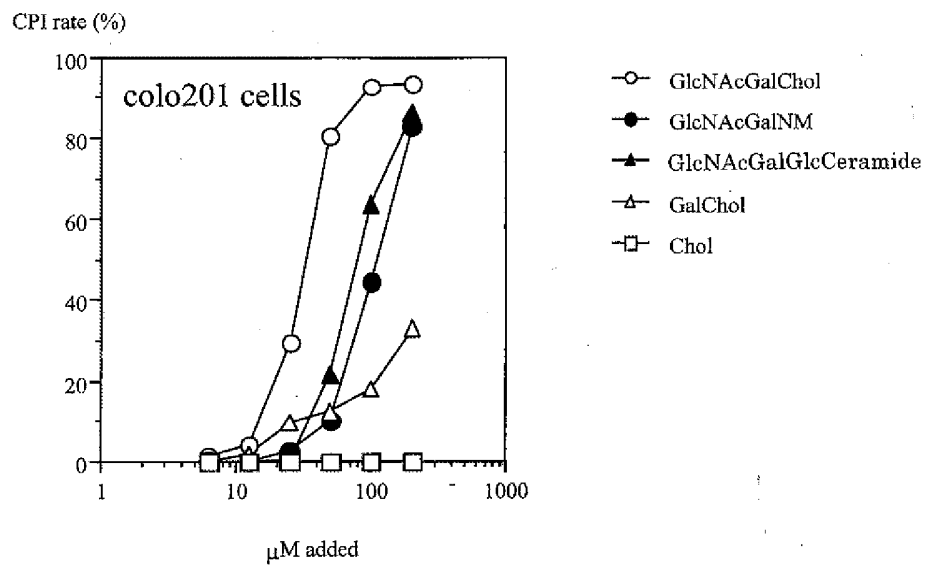 CPI rate (%)
100
80
60
40
20
0
colo201 cells
1
10
100
1000
μM added
GlcNAcGalChol
GlcNAcGalNM
GlcNAcGalGlcCeramide
GalChol
Chol